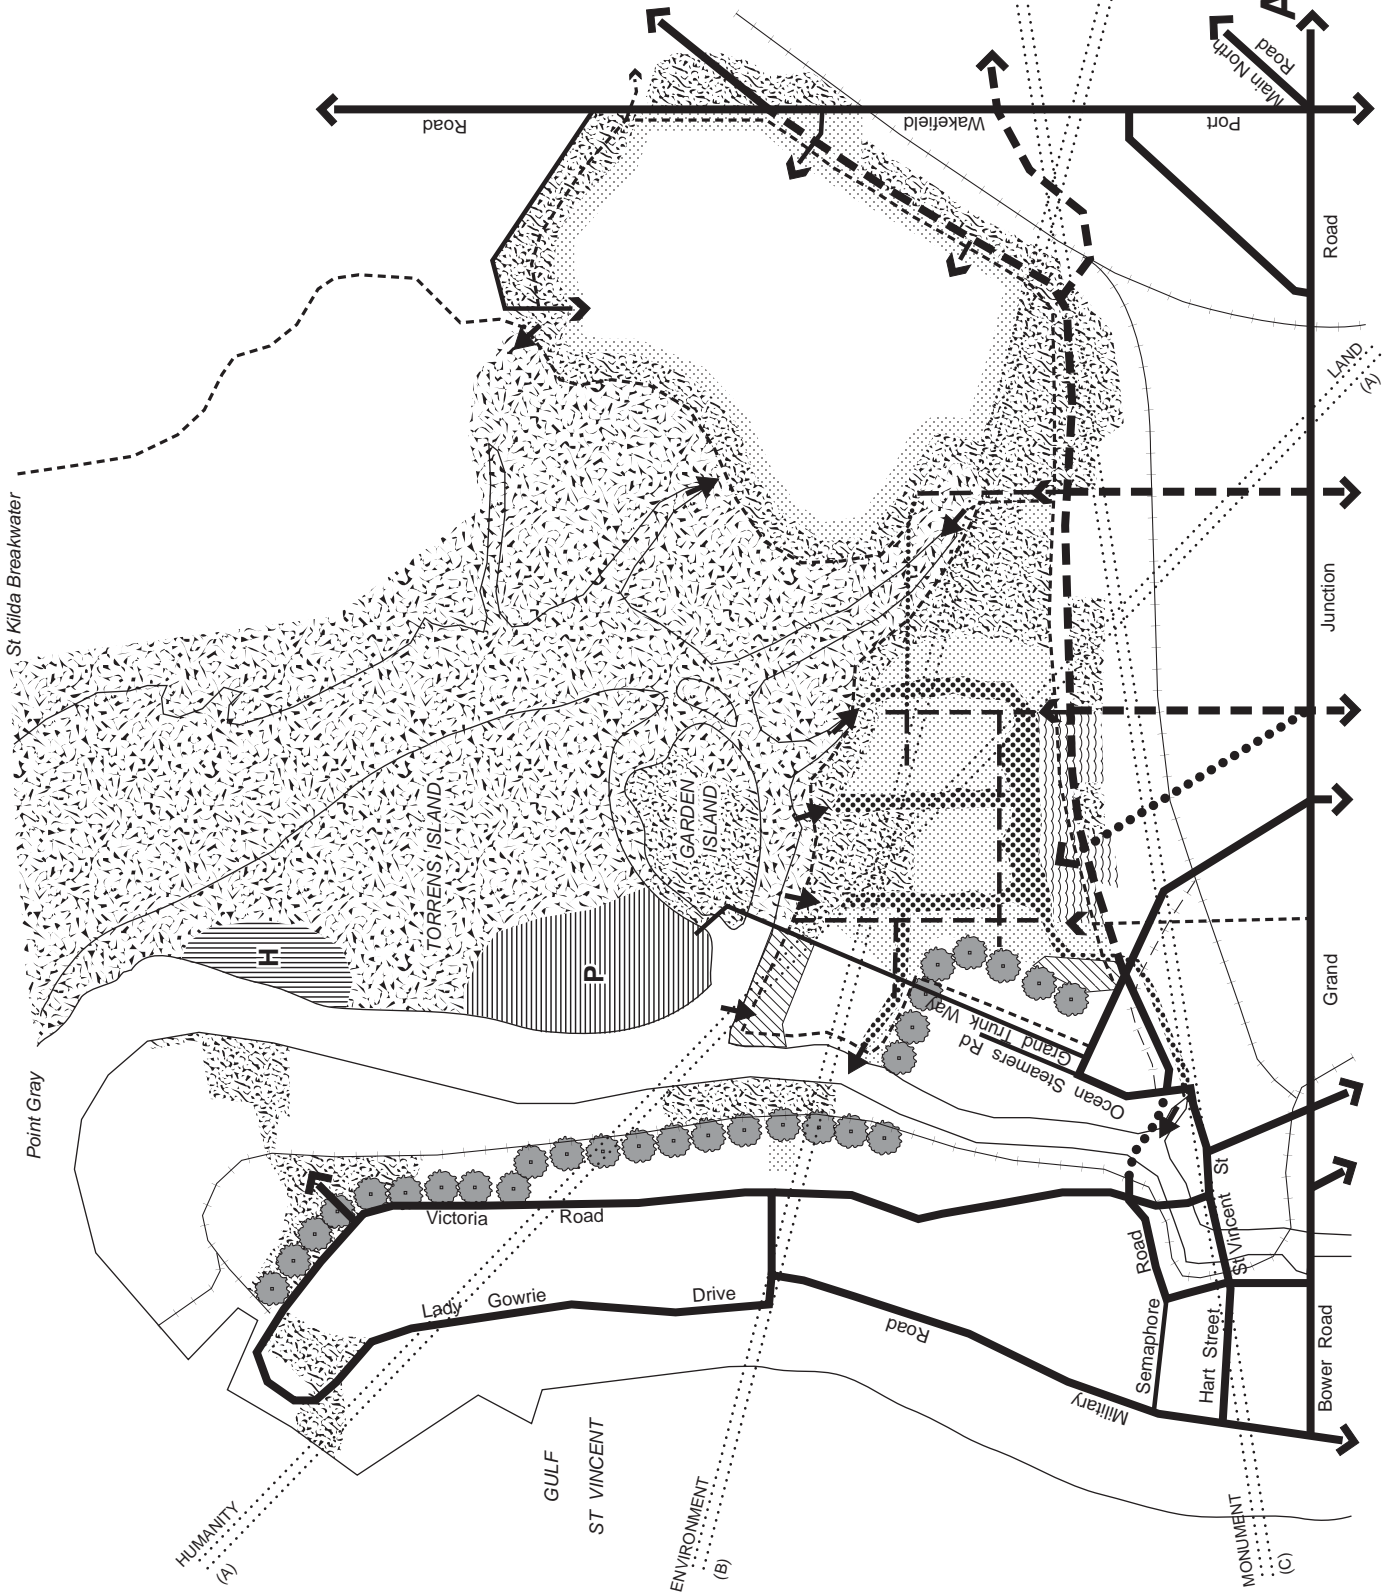 A
Main North
Road
Road
Wakefield
Port
Road
LAND
(A)
St Kilda Breakwater
Junction
TORRENS ISLAND
GARDEN
ISLAND
H
P
Point Gray
Grand Trunk Way
Ocean Steamers Rd
Grand
St Vincent St
Victoria Road
Road
Lady Gowrie Drive
Road
Semaphore
Hart Street
Military
Bower Road
GULF
ST VINCENT
HUMANITY
(A)
ENVIRONMENT
(B)
MONUMENT
(C)